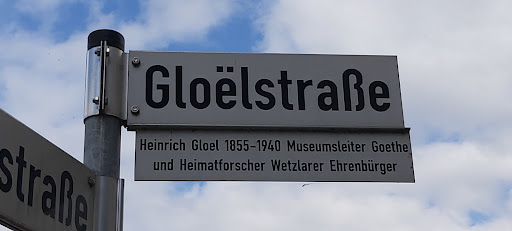 Gloëlstraße
Heinrich Gloel 1855-1940 Museumsleiter Goethe
und Heimatforscher Wetzlarer Ehrenbürger
straße